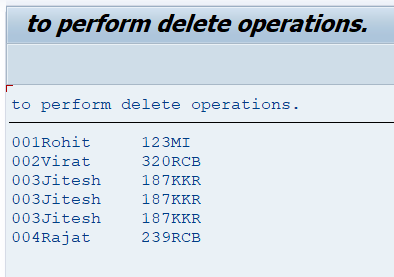 to perform delete operations.
to perform delete operations.
001Rohit     123MI
002Virat     320RCB
003Jitesh    187KKR
003Jitesh    187KKR
003Jitesh    187KKR
004Rajat     239RCB